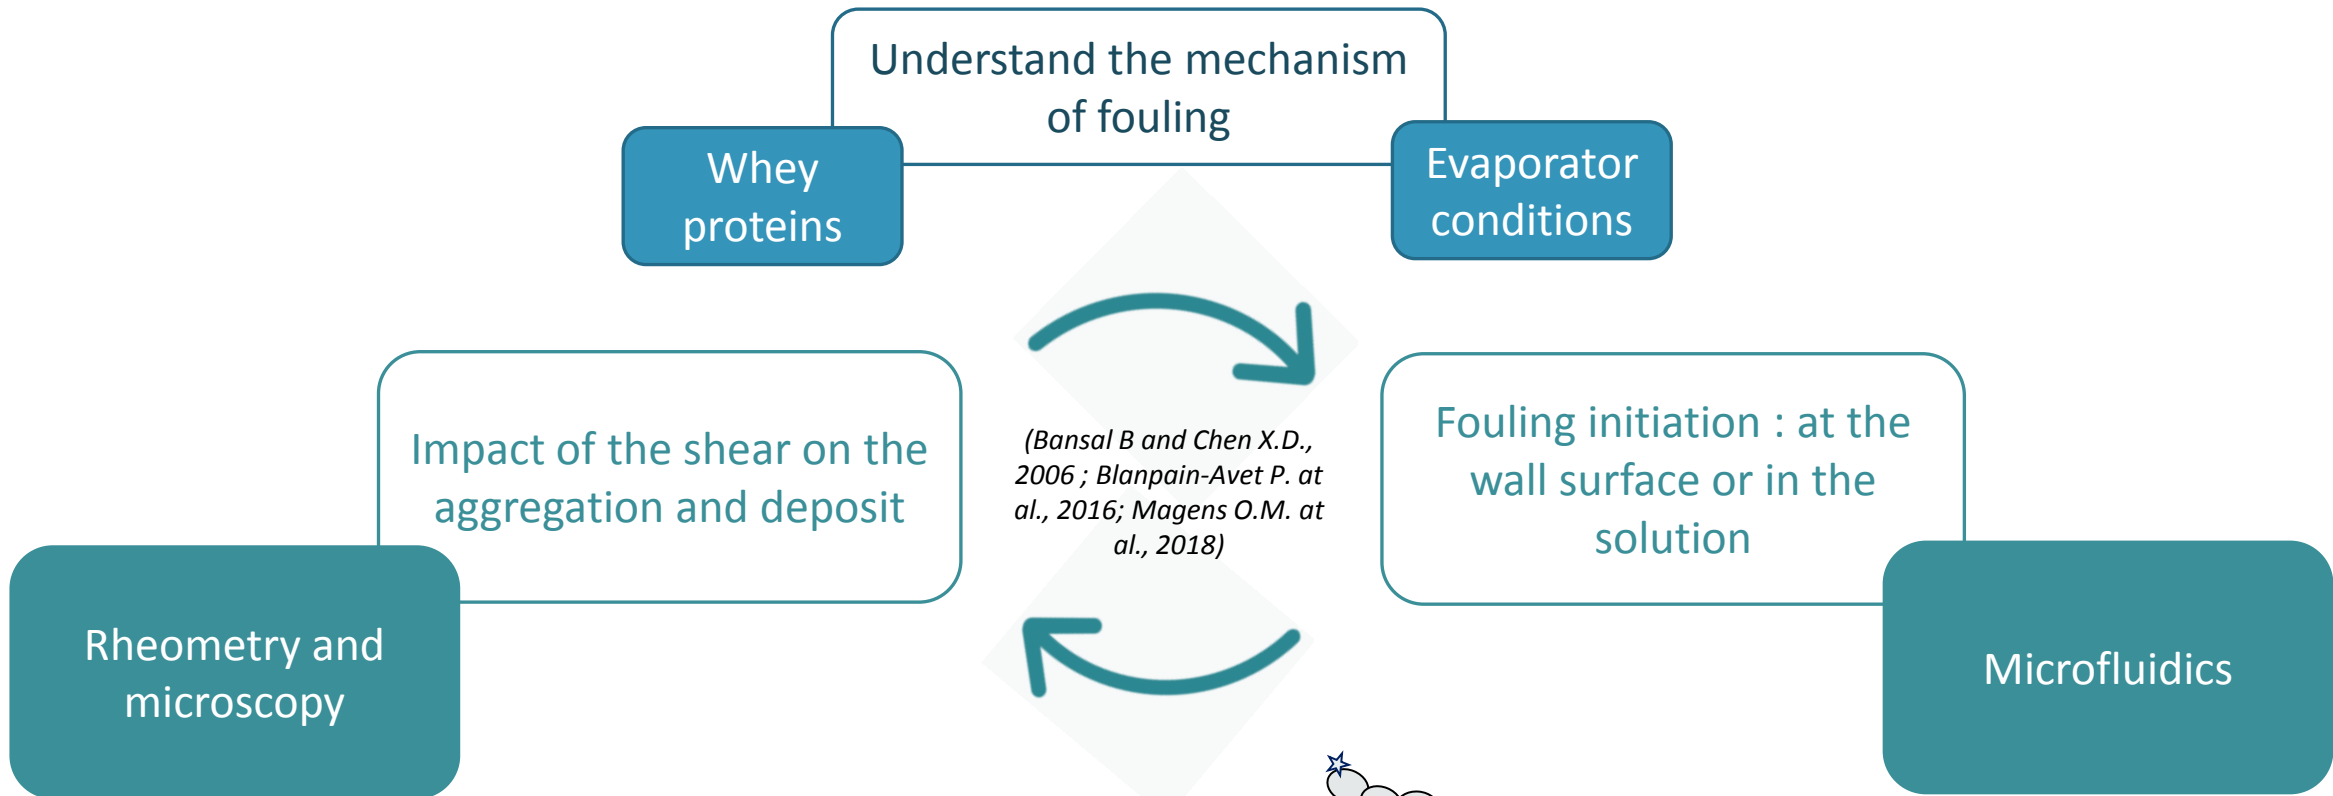 Understand the mechanism
of fouling
Whey
proteins
Evaporator
conditions
Impact of the shear on the
aggregation and deposit
(Bansal B and Chen X.D.,
2006 ; Blanpain-Avet P. at
al., 2016; Magens O.M. at
al., 2018)
Fouling initiation : at the
wall surface or in the
solution
Rheometry and
microscopy
Microfluidics